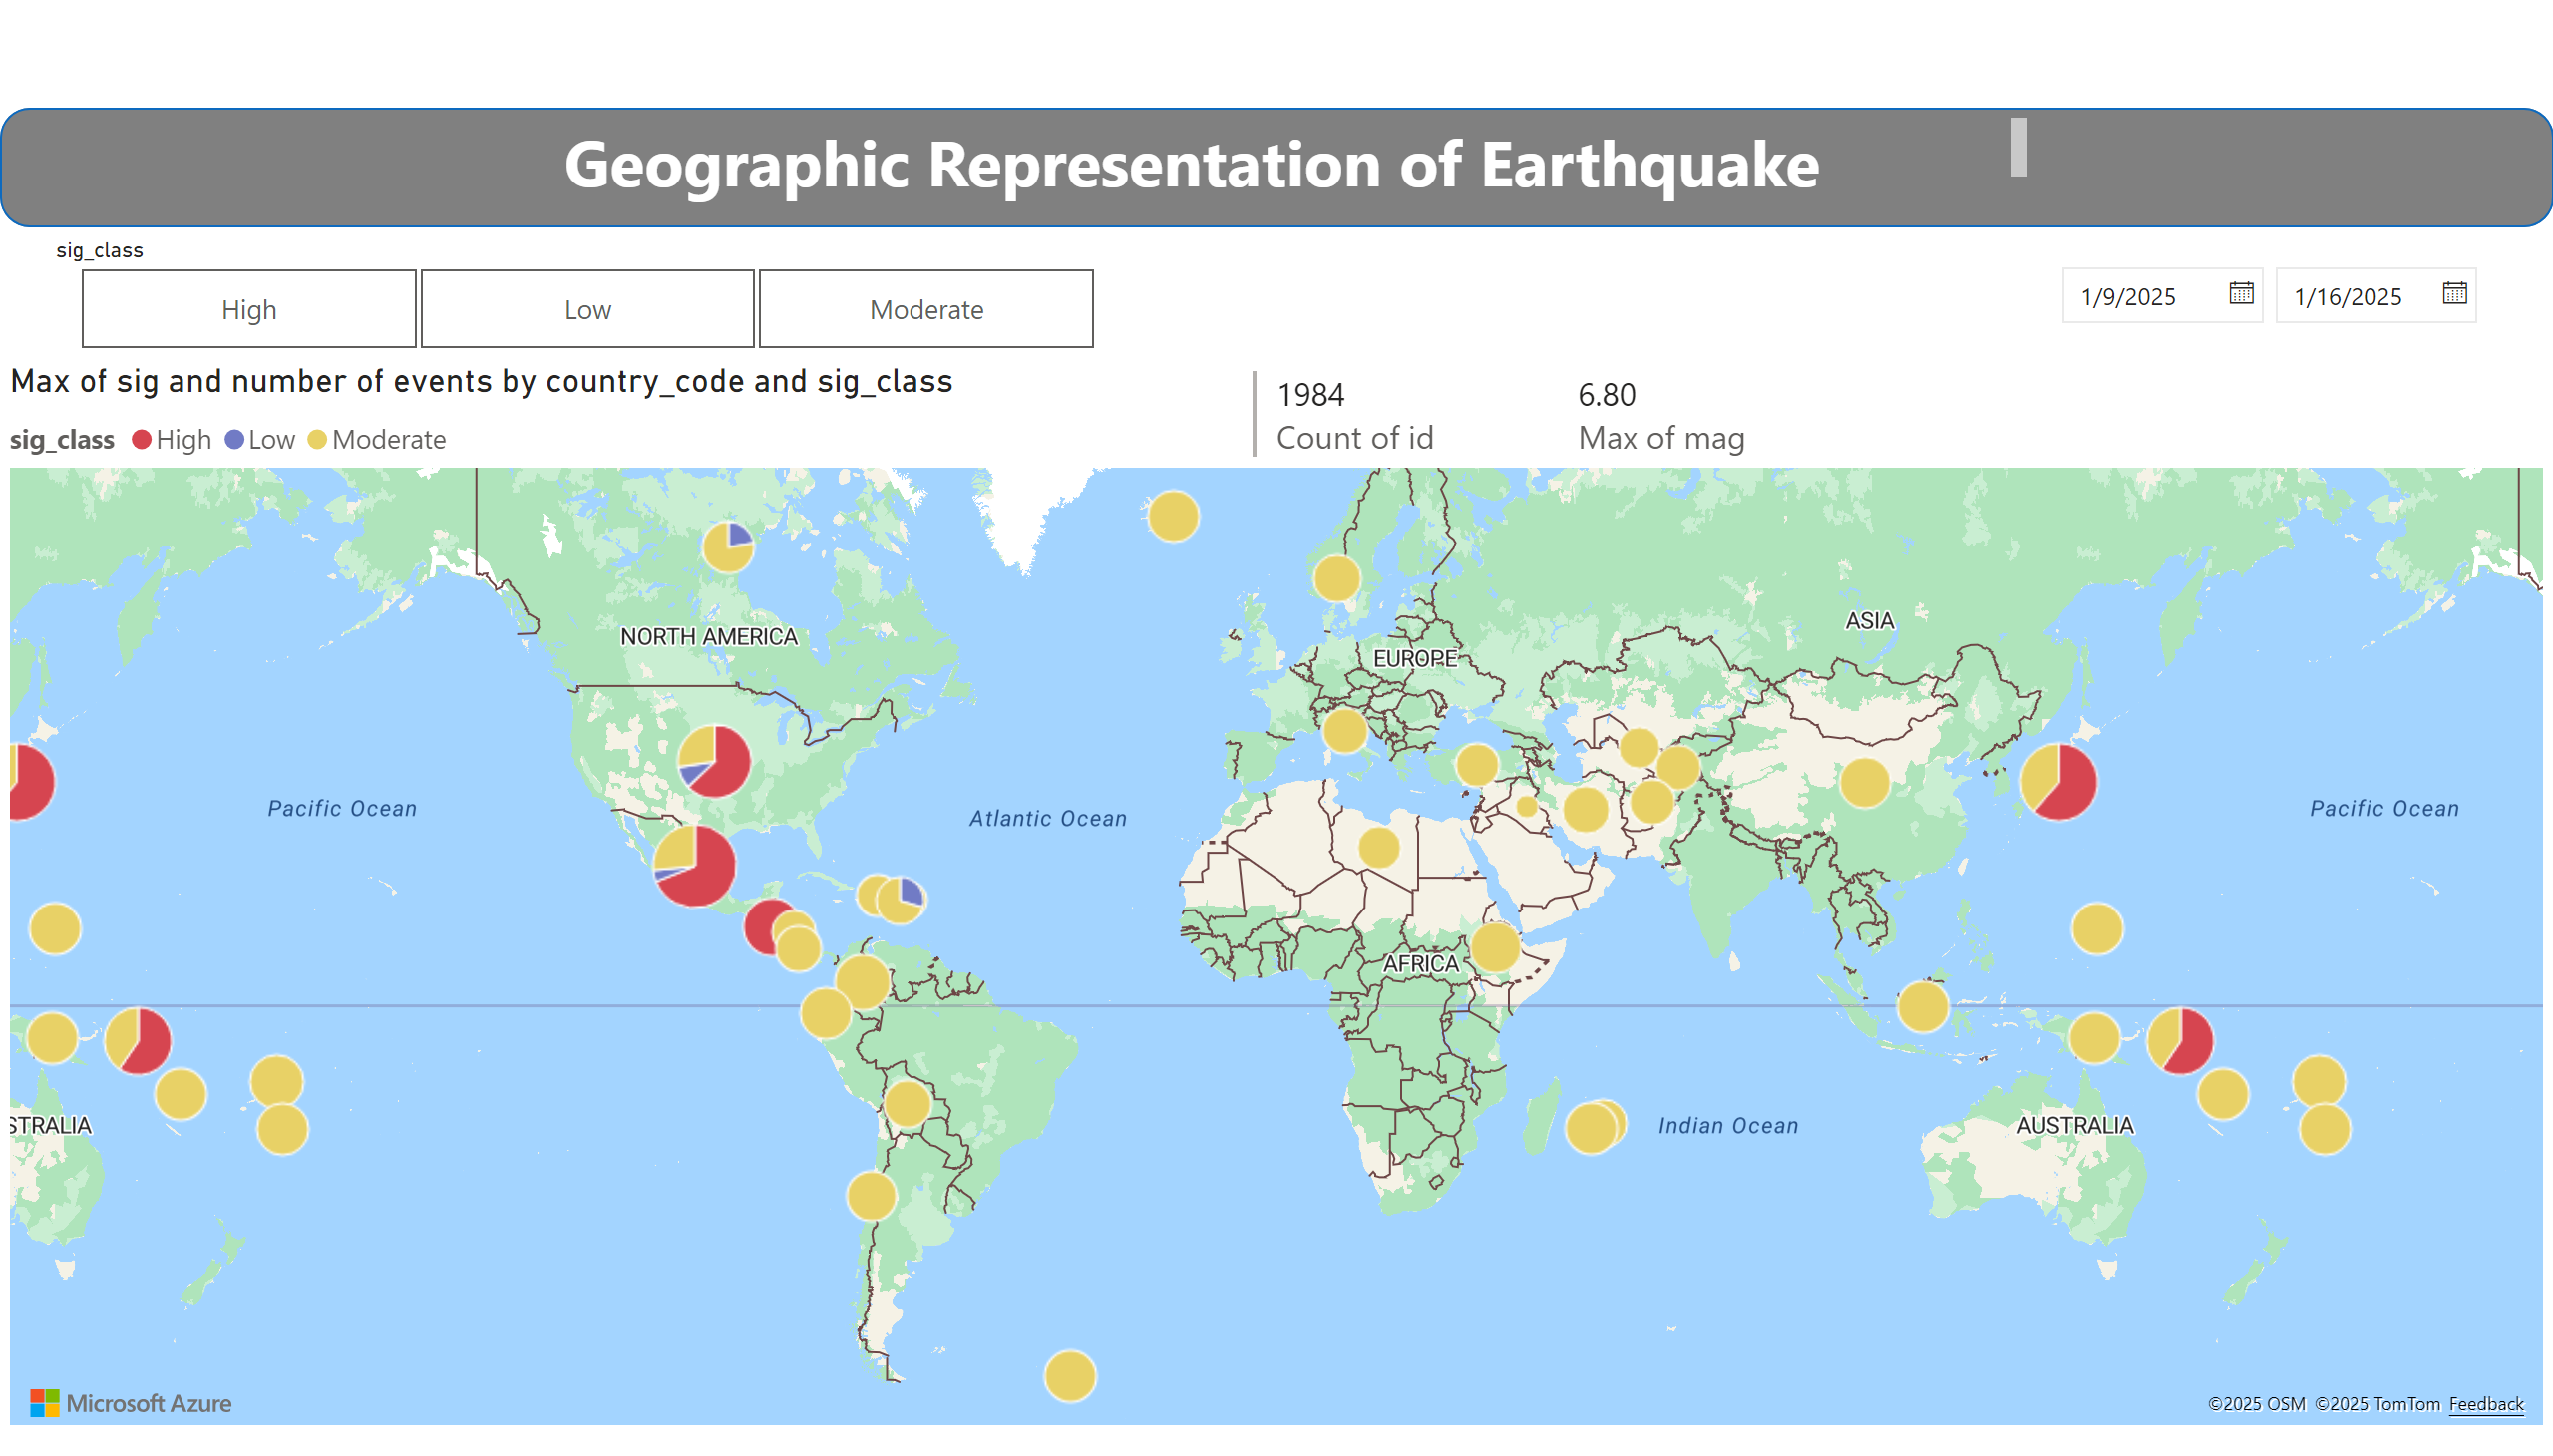 Geographic Representation of Earthquake
sig_class
High
Low
Moderate
1/9/2025
1/16/2025
Max of sig and number of events by country_code and sig_class
1984
Count of id
6.80
Max of mag
sig_class High Low Moderate
NORTH AMERICA
ASIA
EUROPE
Pacific Ocean
Atlantic Ocean
Pacific Ocean
AFRICA
STRALIA
Indian Ocean
AUSTRALIA
Microsoft Azure
©2025 OSM ©2025 TomTom Feedback